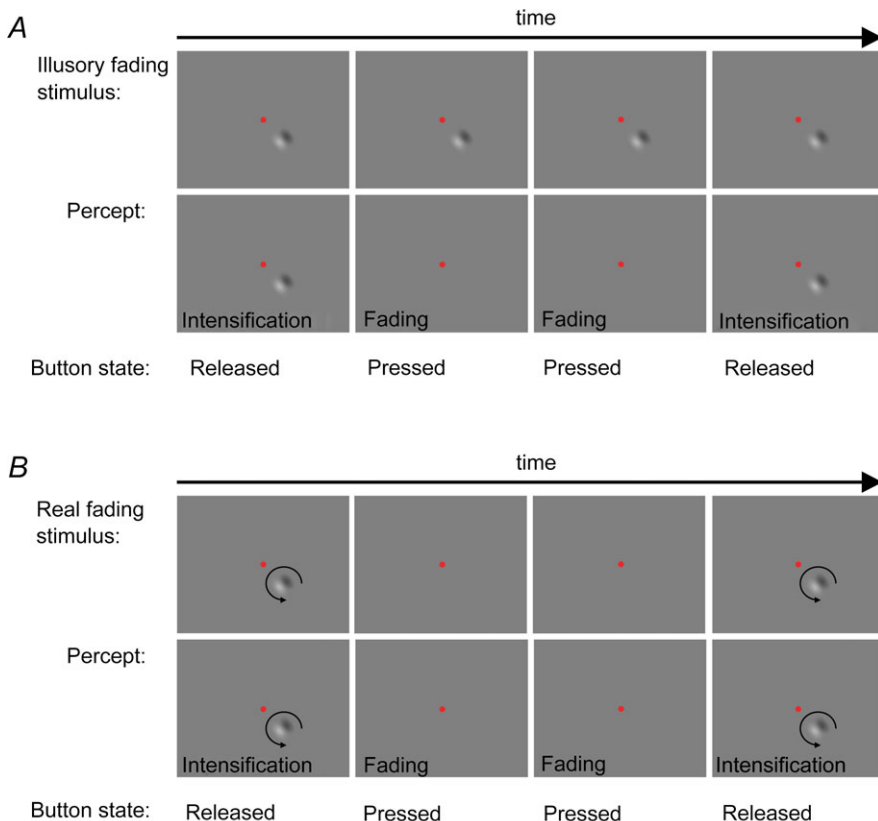 A
time
Illusory fading
stimulus:
Percept:
Intensification Fading Fading Intensification
Button state: Released Pressed Pressed Released
B
time
Real fading
stimulus:
Percept:
Intensification Fading Fading Intensification
Button state: Released Pressed Pressed Released